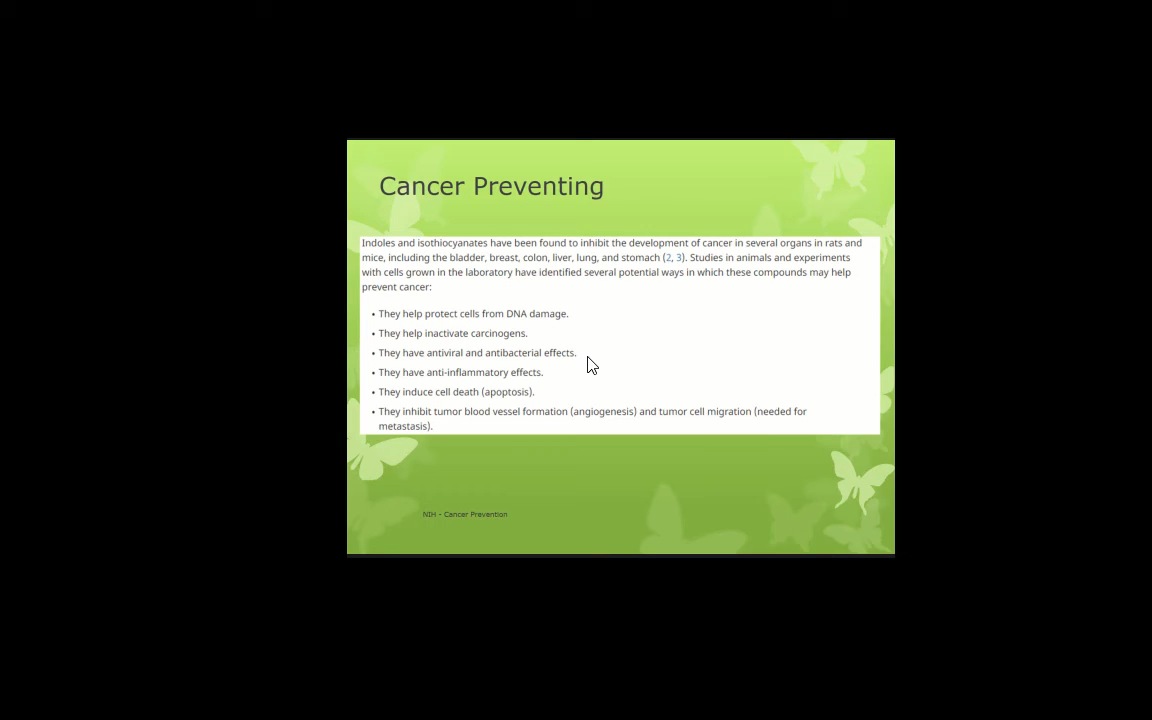 Cancer Preventing
Indoles and isothiocyanates have been found to inhibit the development of cancer in several organs in rats and
mice, including the bladder, breast, colon, liver, lung, and stomach (2, 3). Studies in animals and experiments
with cells grown in the laboratory have identified several potential ways in which these compounds may help
prevent cancer:
• They help protect cells from DNA damage.
• They help inactivate carcinogens.
• They have antiviral and antibacterial effects.
• They have anti-inflammatory effects.
• They induce cell death (apoptosis).
• They inhibit tumor blood vessel formation (angiogenesis) and tumor cell migration (needed for
metastasis).
NIH - Cancer Prevention